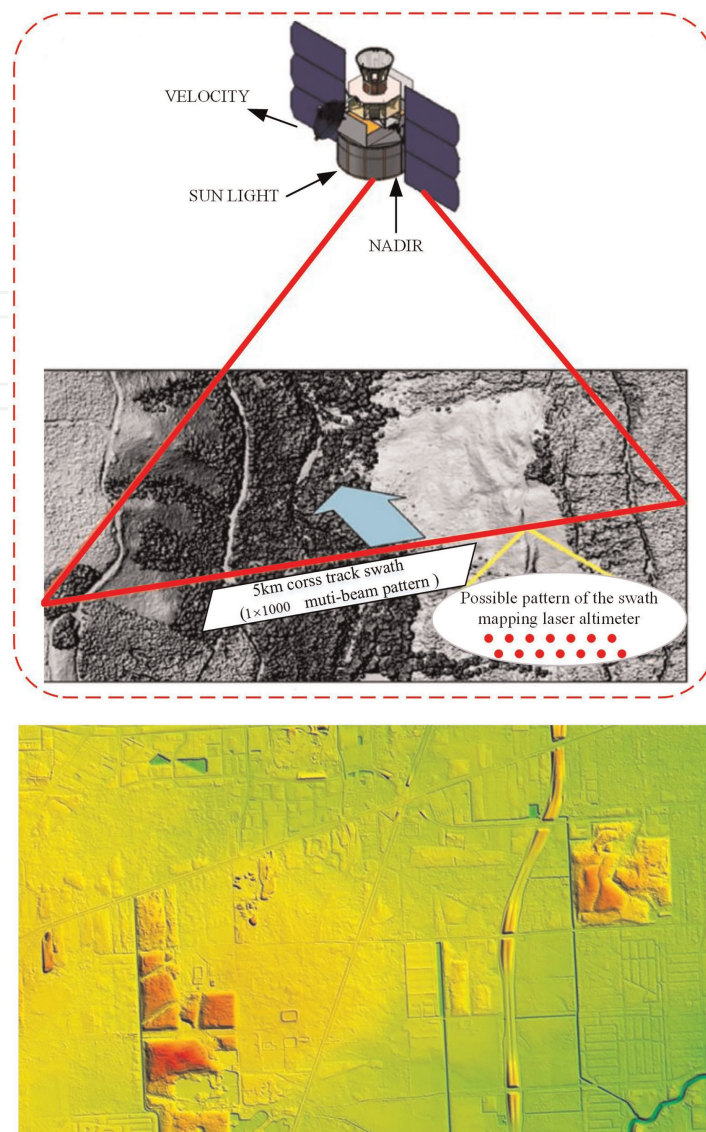 VELOCITY
SUN LIGHT
NADIR
5km corss track swath
(1×1000 muti-beam pattern )
Possible pattern of the swath
mapping laser altimeter